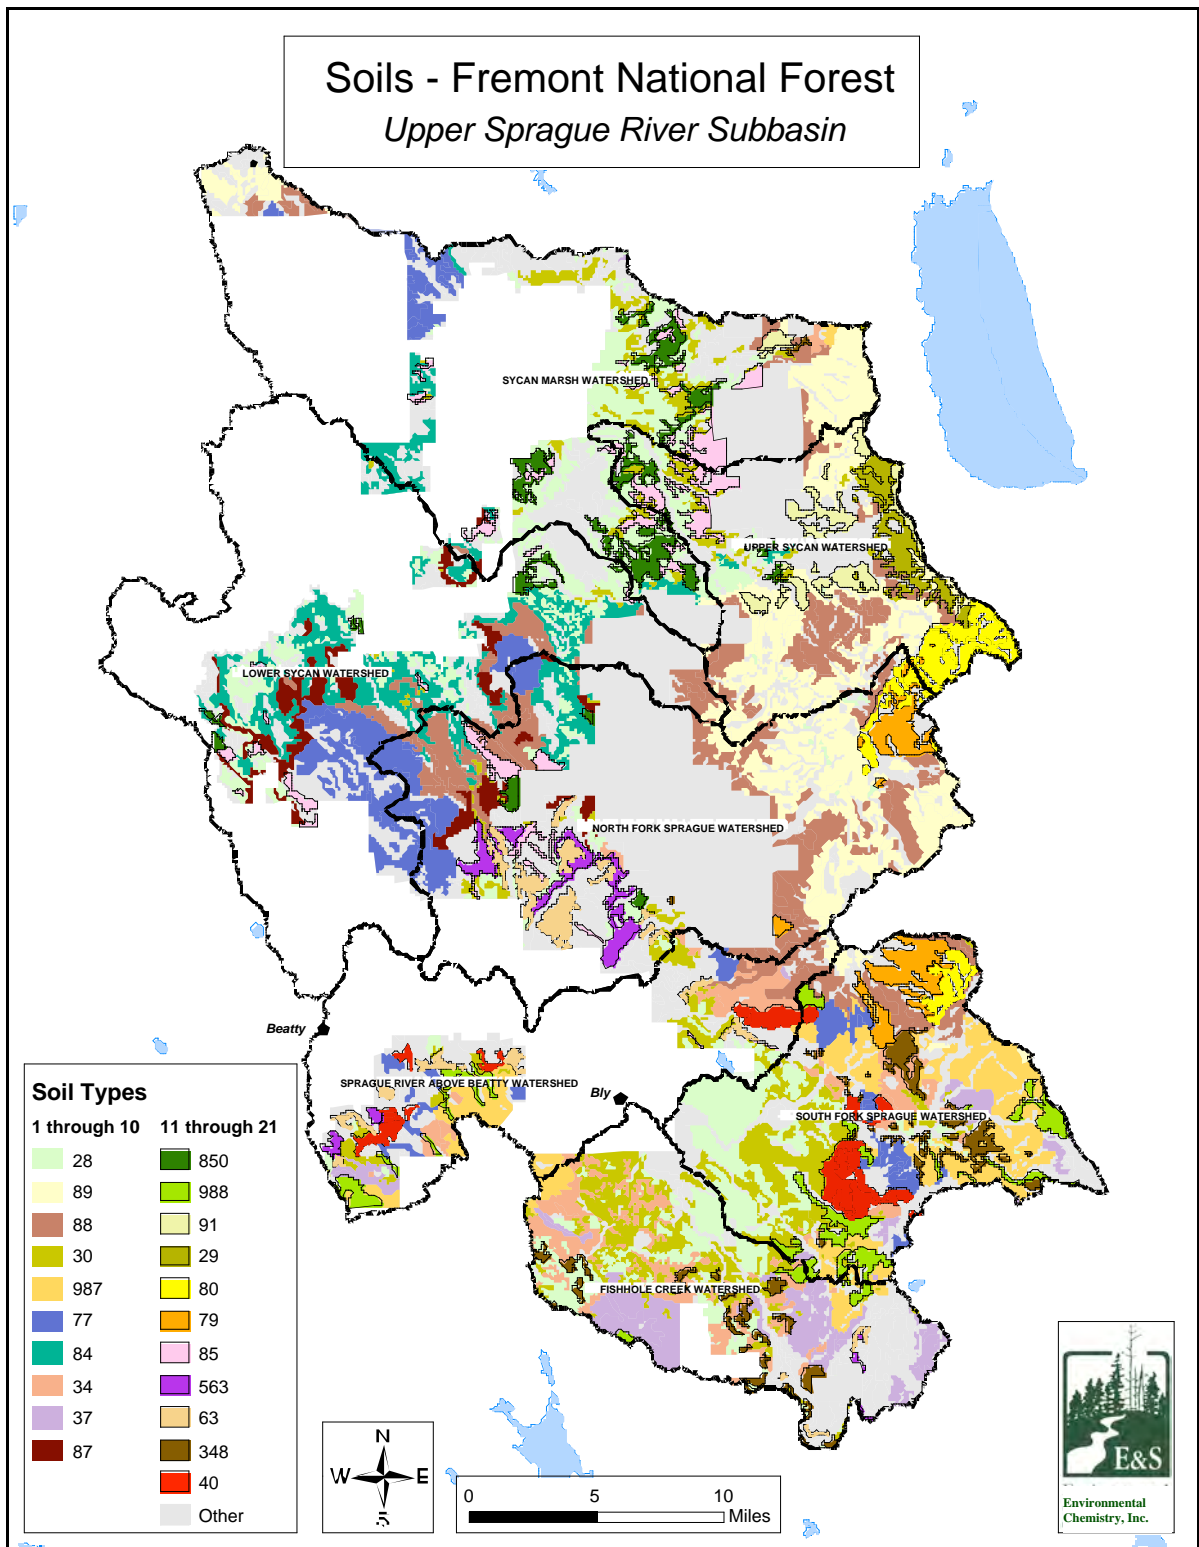 Soils - Fremont National Forest
Upper Sprague River Subbasin
SYCAN MARSH WATERSHED
UPPER SYCAN WATERSHED
LOWER SYCAN WATERSHED
NORTH FORK SPRAGUE WATERSHED
Beatty
SPRAGUE RIVER ABOVE BEATTY WATERSHED
Bly
SOUTH FORK SPRAGUE WATERSHED
FISHHOLE CREEK WATERSHED
Soil Types
1 through 10
28
89
88
30
987
77
84
34
37
87
11 through 21
850
988
91
29
80
79
85
563
63
348
40
Other
N
W E
S
0 5 10
Miles
E&S
Environmental
Chemistry, Inc.